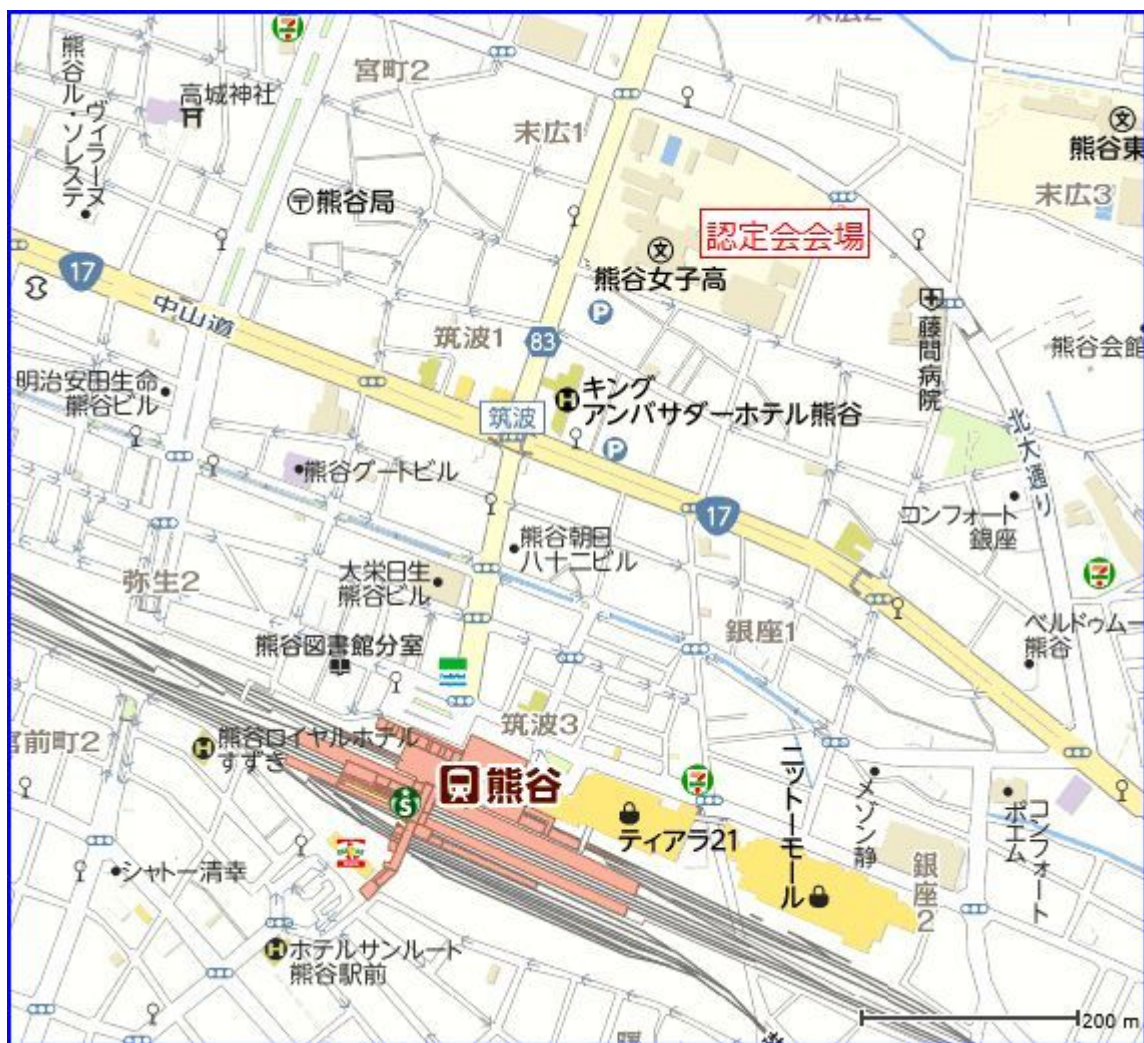 末広2
宮町2
熊谷ル・ソレステ
ヴィラーヌ
高城神社
末広1
熊谷東
末広3
熊谷局
認定会会場
熊谷女子高
17
中山道
筑波1
83
P
藤間病院
熊谷会館
明治安田生命
熊谷ビル
H
キング
アンバサダーホテル熊谷
筑波
北大通り
P
熊谷グートビル
17
コンフォート
銀座
熊谷朝日
八十二ビル
大栄日生
熊谷ビル
弥生2
銀座1
ベルドゥムー
熊谷
熊谷図書館分室
FamilyMart
筑波3
宮前町2
H
熊谷ロイヤルホテル
すずき
熊谷
S
ティアラ21
ニットーモール
メゾン静
コンフォート
ポエム
シャトー清幸
銀座2
H
ホテルサンルート
熊谷駅前
200 m
曙